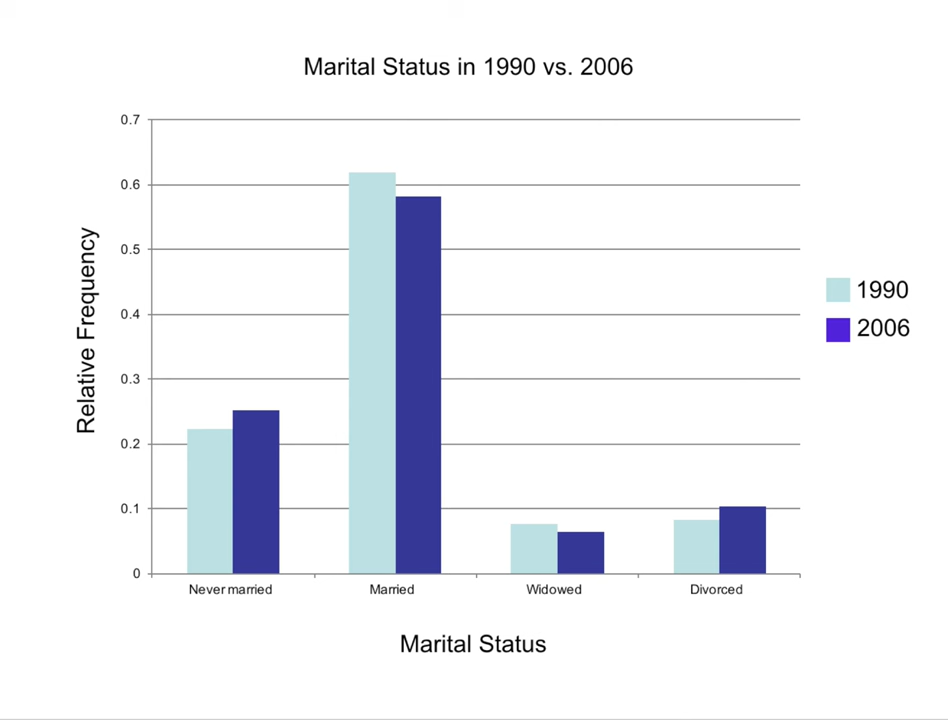 Marital Status in 1990 vs. 2006
0.7
0.6
0.5
0.4
0.3
0.2
0.1
0
Relative Frequency
Never married
Married
Widowed
Divorced
Marital Status
1990
2006